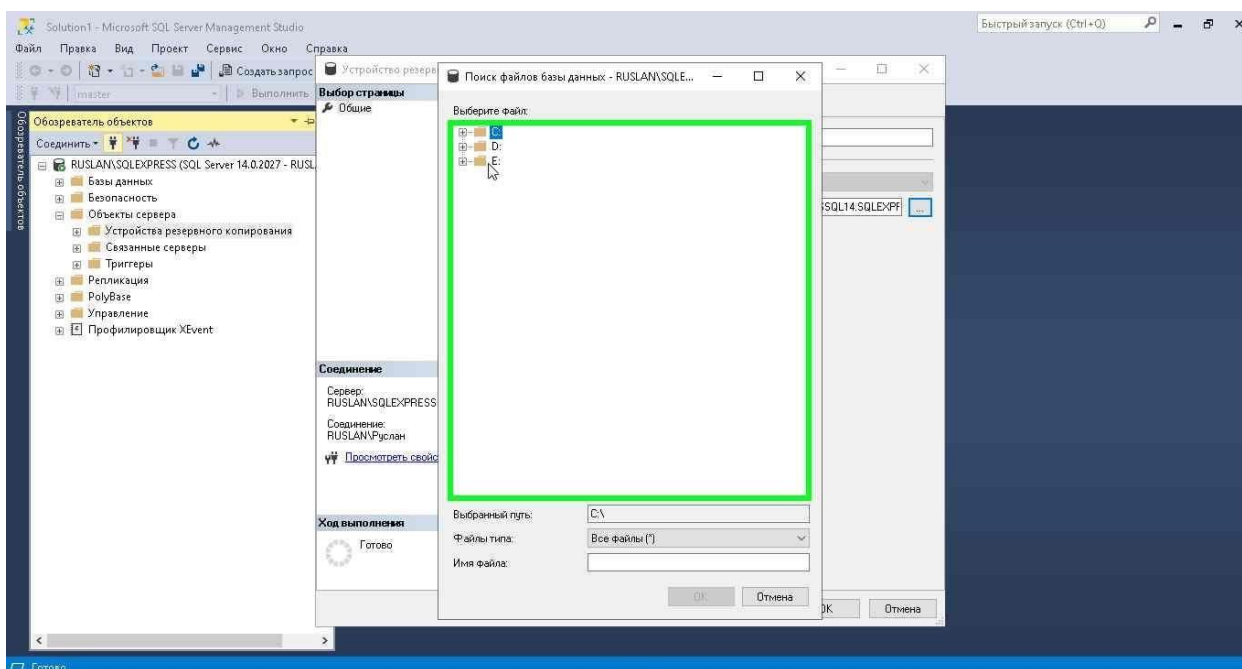 Solution1 - Microsoft SQL Server Management Studio
Быстрый запуск (Ctrl+Q)
Файл Правка Вид Проект Сервис Окно Справка
Создать запрос
master
Выполнить
Обозреватель объектов
Обозреватель объектов
Соединить
RUSLAN\SQLEXPRESS (SQL Server 14.0.2027 - RUSL
Базы данных
Безопасность
Объекты сервера
Устройства резервного копирования
Связанные серверы
Триггеры
Репликация
PolyBase
Управление
Профилировщик XEvent
Устройство резерв
Выбор страницы
Общие
Соединение
Сервер:
RUSLAN\SQLEXPRESS
Соединение:
RUSLAN\Руслан
Просмотреть свойс
Ход выполнения
Готово
SSQL14.SQLEXPF
...
OK
Отмена
Поиск файлов базы данных - RUSLAN\SQLE...
Выберите файл:
C:
D:
E:
Выбранный путь:
C:\
Файлы типа:
Все файлы (*)
Имя файла:
OK
Отмена
Готово